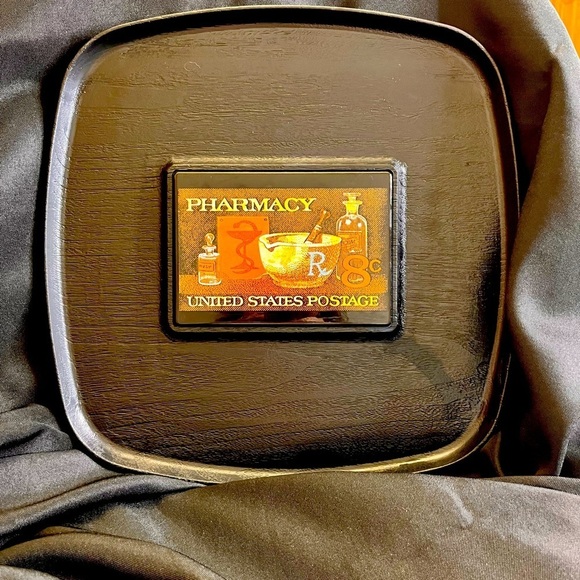 PHARMACY
R
8c
UNITED STATES POSTAGE